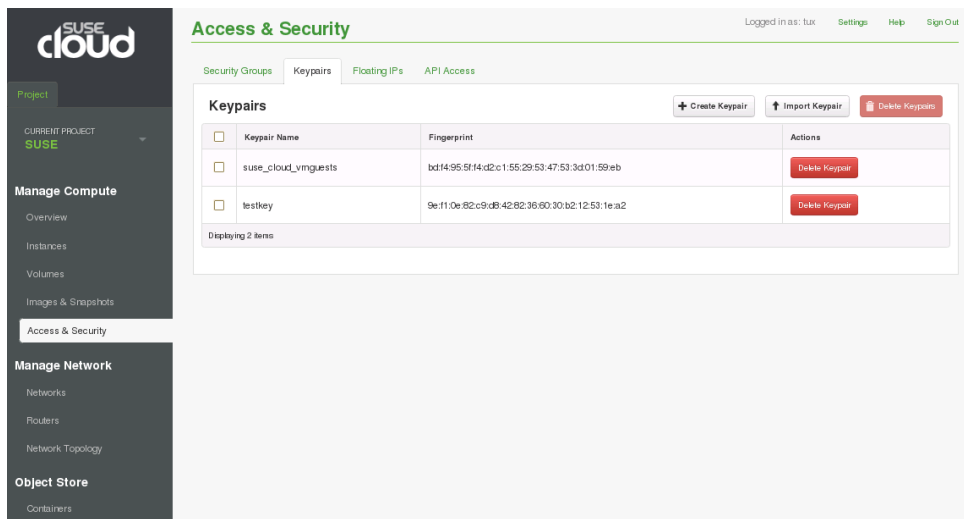 SUSE
cloud
Project
CURRENT PROJECT
SUSE
Manage Compute
Overview
Instances
Volumes
Images & Snapshots
Access & Security
Manage Network
Networks
Routers
Network Topology
Object Store
Containers
Access & Security
Logged in as: tux Settings Help Sign Out
Security Groups Keypairs Floating IPs API Access
Keypairs
Create Keypair Import Keypair Delete Keypairs
Keypair Name Fingerprint Actions
suse_cloud_vmguests bd:f4:95:5f:f4:d2:c1:55:29:53:47:53:3d:01:59:eb Delete Keypair
testkey 9e:f1:0e:82:c9:d8:42:82:36:60:30:b2:12:53:1e:a2 Delete Keypair
Displaying 2 items